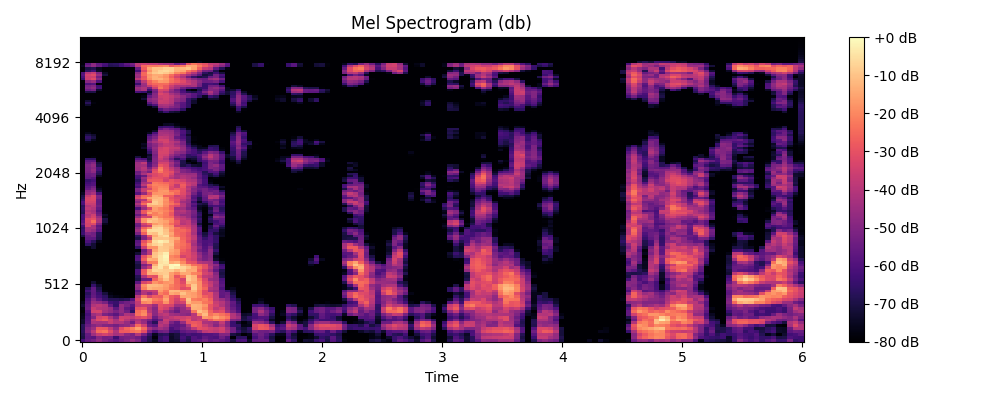 Mel Spectrogram (db)
8192
4096
2048
1024
512
0
Hz
0 1 2 3 4 5 6
Time
+0 dB
-10 dB
-20 dB
-30 dB
-40 dB
-50 dB
-60 dB
-70 dB
-80 dB